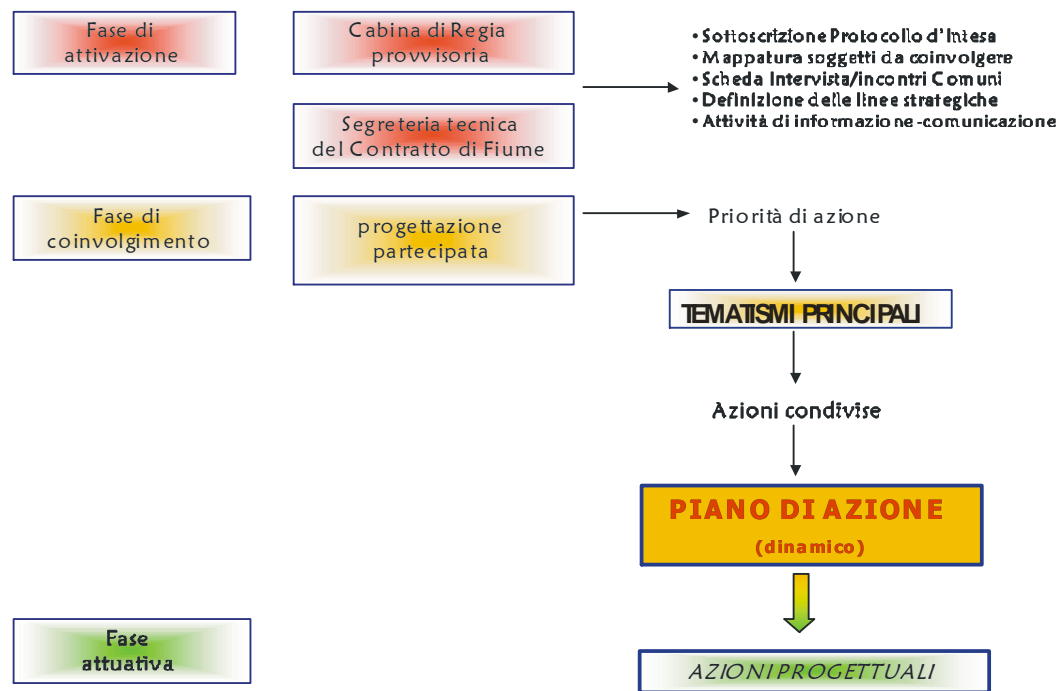 Fase di
attivazione
Cabina di Regia
provvisoria
• Sottoscrizione Protocollo d'Intesa
• Mappatura soggetti da coinvolgere
• Scheda Intervista/incontri Comuni
• Definizione delle linee strategiche
• Attività di informazione-comunicazione
Segreteria tecnica
del Contratto di Fiume
Fase di
coinvolgimento
progettazione
partecipata
Priorità di azione
TEMATISMI PRINCIPALI
Azioni condivise
PIANO DI AZIONE
(dinamico)
Fase
attuativa
AZIONI PROGETTUALI